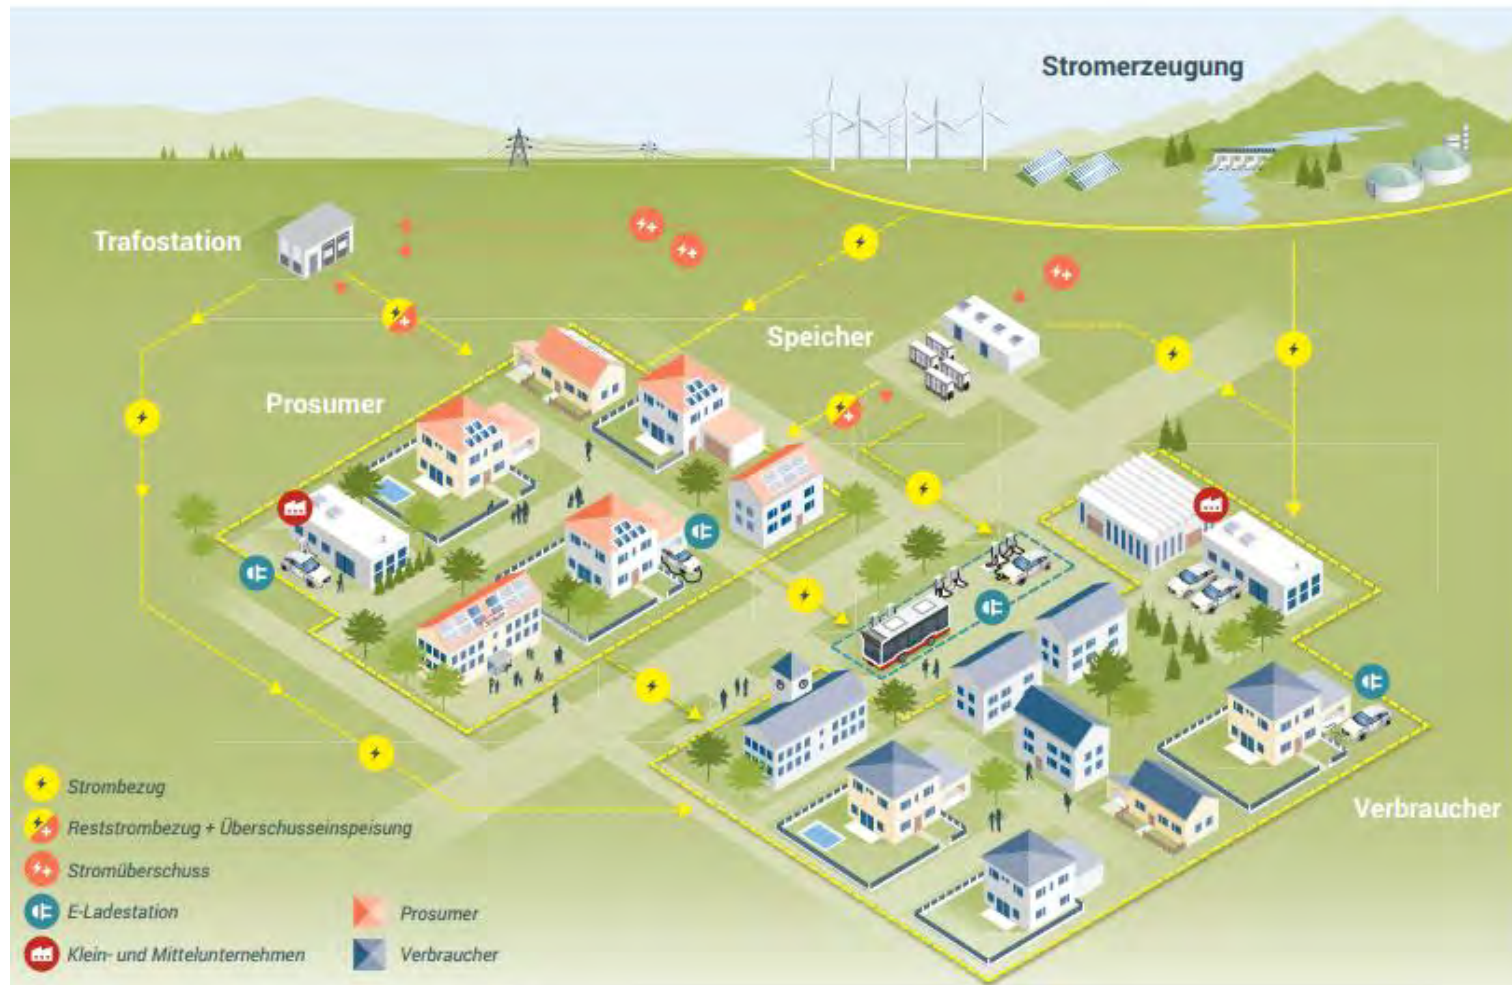 Stromerzeugung
Trafostation
Speicher
Prosumer
Verbraucher
Strombezug
Reststrombezug + Überschusseinspeisung
Stromüberschuss
E-Ladestation
Klein- und Mittelunternehmen
Prosumer
Verbraucher